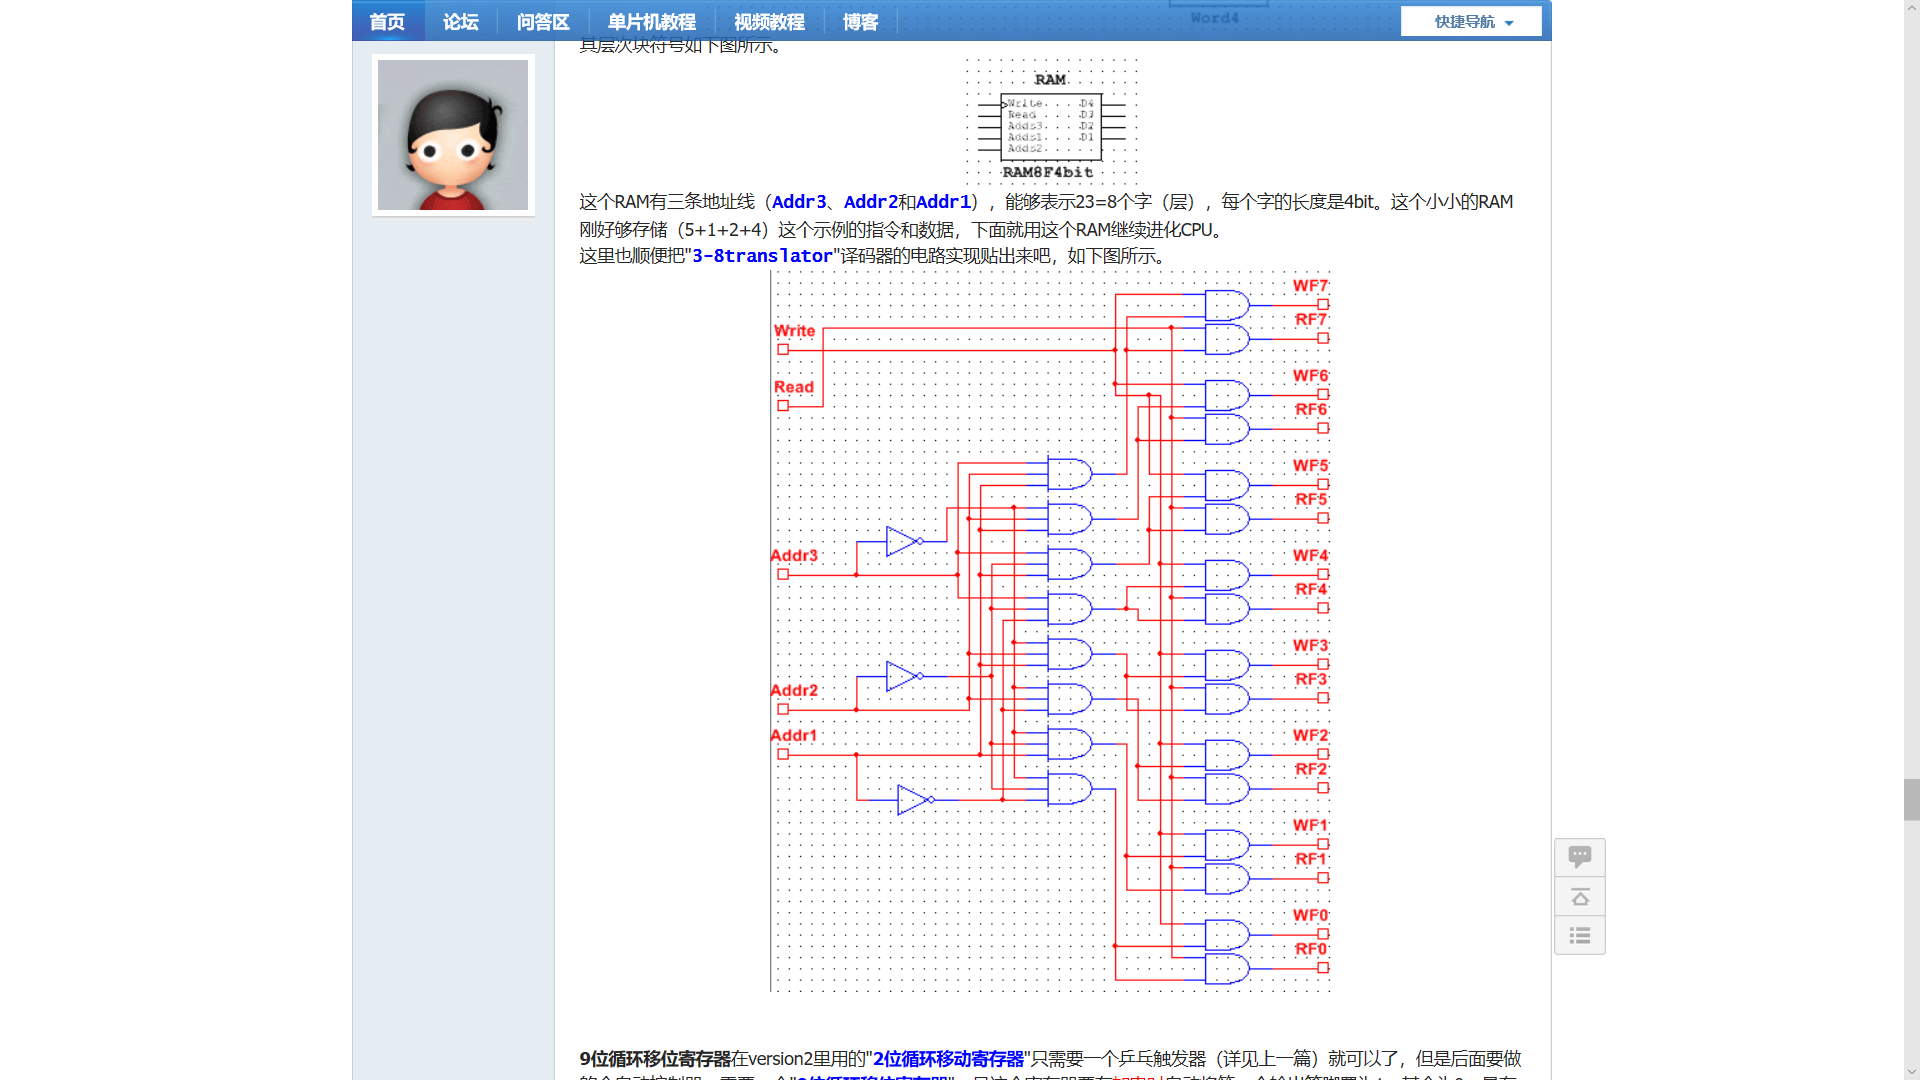 首页 论坛 问答区 单片机教程 视频教程 博客 快捷导航
Word4
其层次块符号如下图所示。
RAM
Write D4
Read D3
Adds3 D2
Adds1 D1
Adds2
RAM8F4bit
这个RAM有三条地址线（Addr3、Addr2和Addr1），能够表示23=8个字（层），每个字的长度是4bit。这个小小的RAM
刚好够存储（5+1+2+4）这个示例的指令和数据，下面就用这个RAM继续进化CPU。
这里也顺便把"3-8translator"译码器的电路实现贴出来吧，如下图所示。
WF7
RF7
Write
WF6
Read
RF6
WF5
RF5
Addr3
WF4
RF4
WF3
RF3
Addr2
Addr1
WF2
RF2
WF1
RF1
WF0
RF0
9位循环移位寄存器在version2里用的"2位循环移动寄存器"只需要一个乒乓触发器（详见上一篇）就可以了，但是后面要做